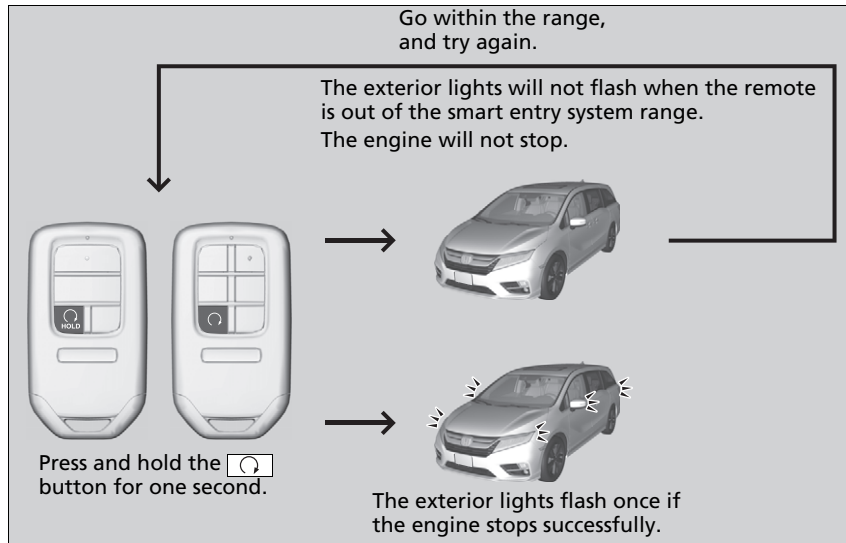 Go within the range,
and try again.
The exterior lights will not flash when the remote
is out of the smart entry system range.
The engine will not stop.
HOLD
Press and hold the
button for one second.
The exterior lights flash once if
the engine stops successfully.